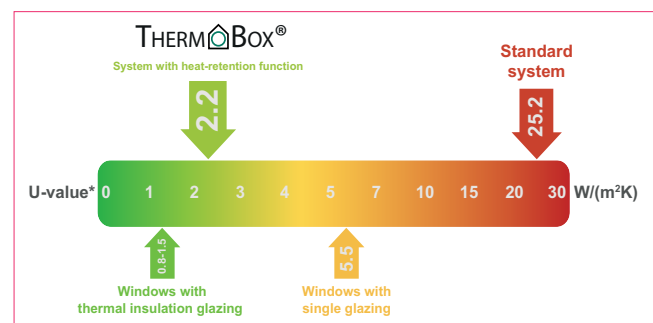 THERMBOX®
System with heat-retention function
2.2
Standard
system
25.2
U-value* 0 1 2 3 4 5 7 10 15 20 30 W/(m²K)
0.8-1.5
5.5
Windows with
thermal insulation glazing
Windows with
single glazing